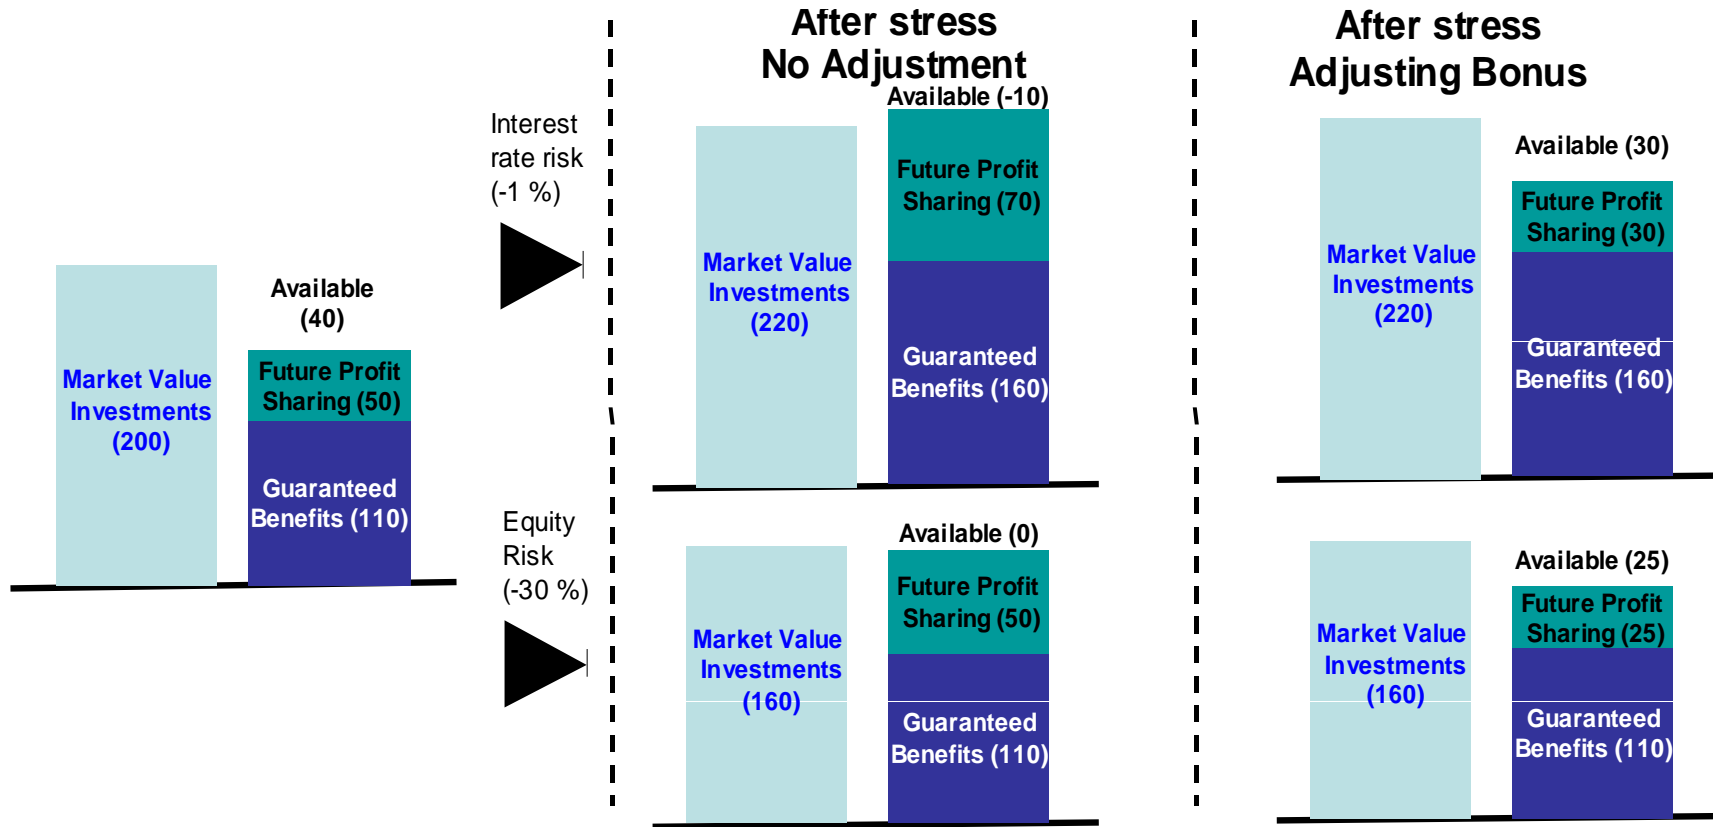 After stress
No Adjustment
After stress
Adjusting Bonus
Market Value
Investments
(200)
Available
(40)
Future Profit
Sharing (50)
Guaranteed
Benefits (110)
Interest
rate risk
(-1 %)
Market Value
Investments
(220)
Available (-10)
Future Profit
Sharing (70)
Guaranteed
Benefits (160)
Market Value
Investments
(220)
Available (30)
Future Profit
Sharing (30)
Guaranteed
Benefits (160)
Equity
Risk
(-30 %)
Market Value
Investments
(160)
Available (0)
Future Profit
Sharing (50)
Guaranteed
Benefits (110)
Market Value
Investments
(160)
Available (25)
Future Profit
Sharing (25)
Guaranteed
Benefits (110)